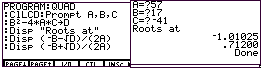 PROGRAM:QUAD
:ClLCD:Prompt A,B,C
:B²-4*A*C→D
:Disp "Roots at"
:Disp (-B-√D)/(2A)
:Disp (-B+√D)/(2A)
PAGE↓ PAGE↑ I/O CTL INSC
A=?57
B=?17
C=?-41
Roots at
-1.01025
.71200
Done